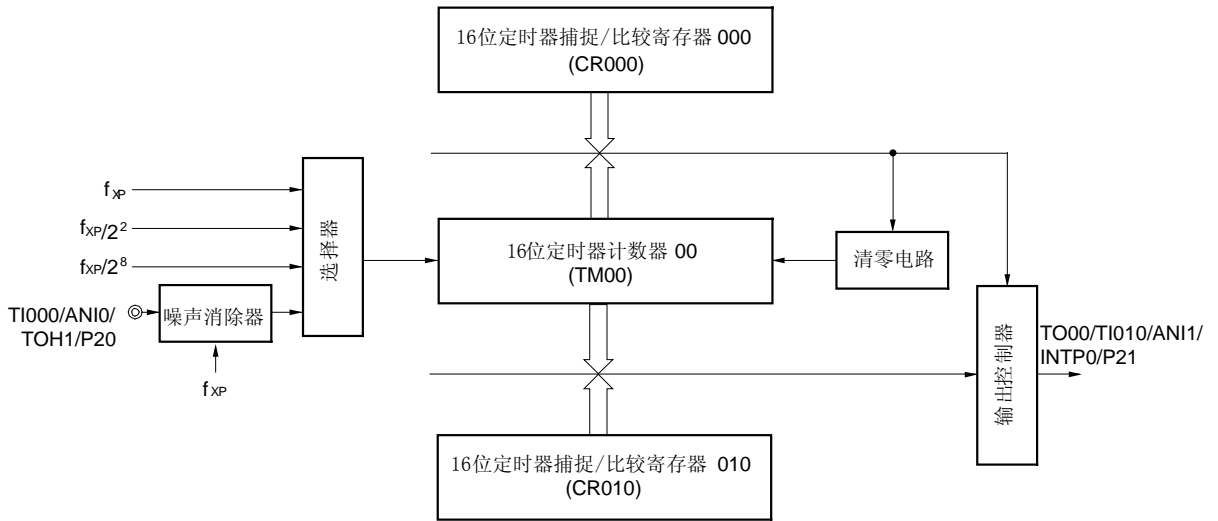 16位定时器捕捉/比较寄存器 000
(CR000)
fXP
fXP/2²
fXP/2⁸
TI000/ANI0/
TOH1/P20
噪声消除器
fXP
选择器
16位定时器计数器 00
(TM00)
清零电路
输出控制器
TO00/TI010/ANI1/
INTP0/P21
16位定时器捕捉/比较寄存器 010
(CR010)